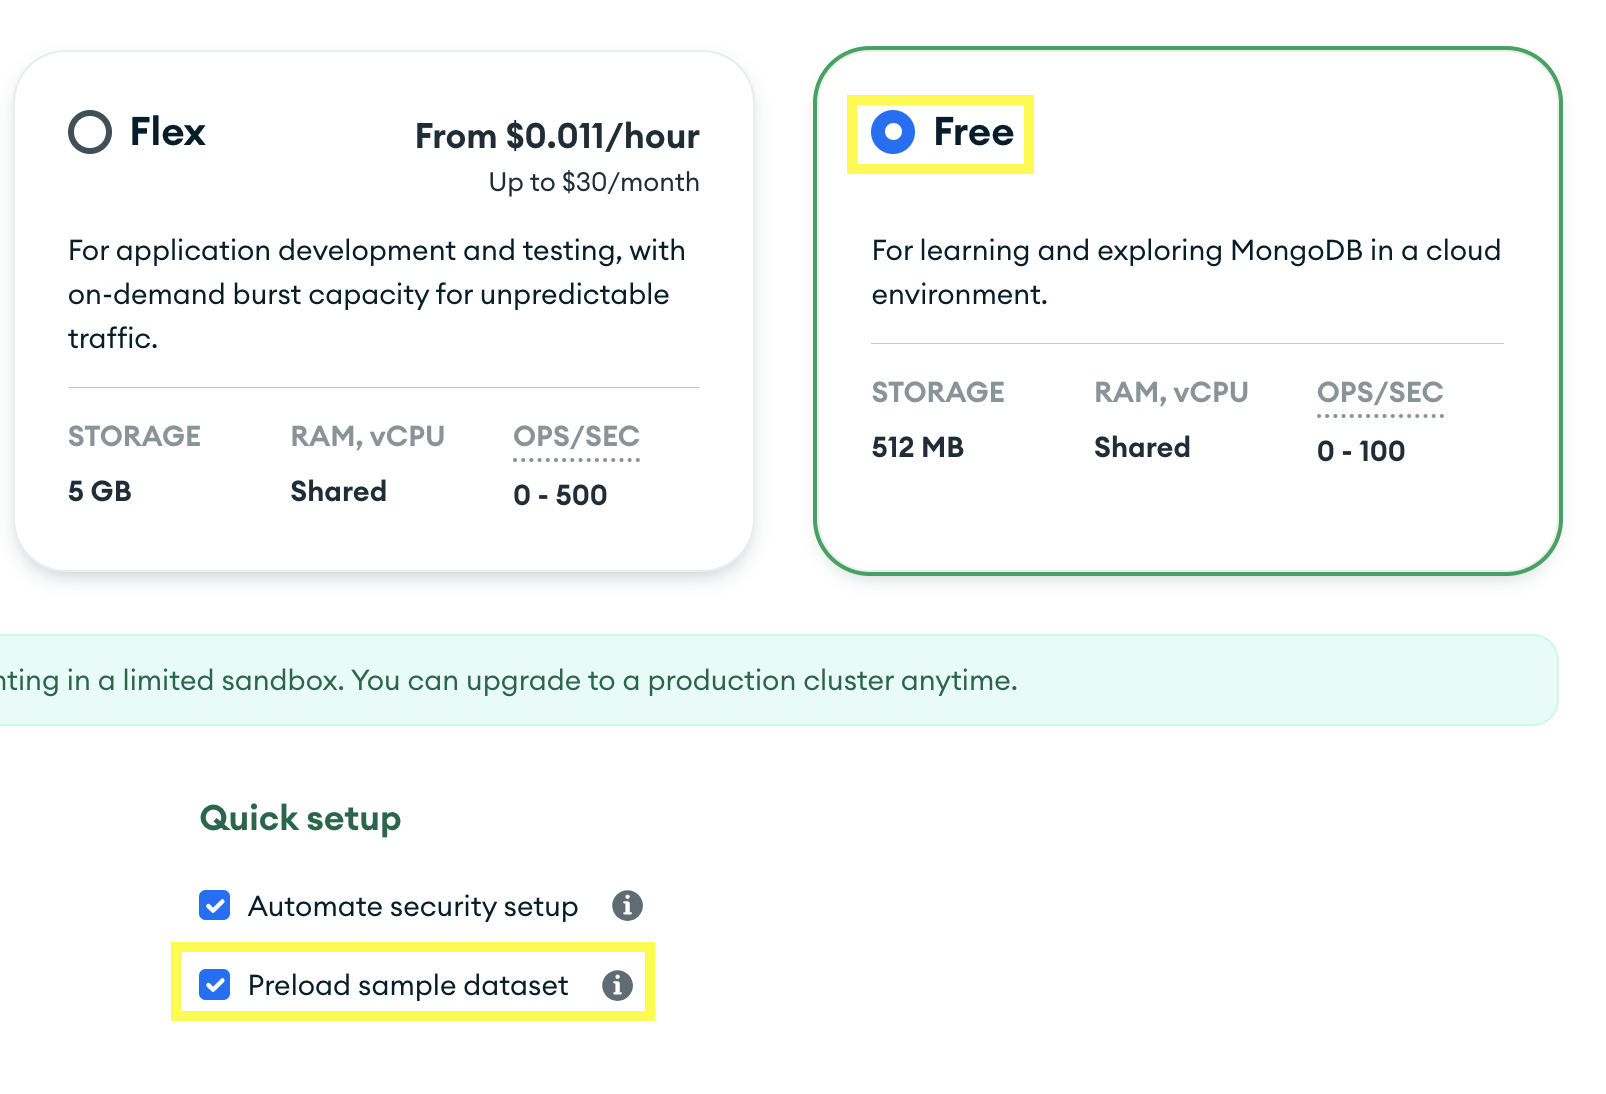 Flex
From $0.011/hour
Up to $30/month
For application development and testing, with
on-demand burst capacity for unpredictable
traffic.
STORAGE
RAM, vCPU
OPS/SEC
5 GB
Shared
0 - 500
Free
For learning and exploring MongoDB in a cloud
environment.
STORAGE
RAM, vCPU
OPS/SEC
512 MB
Shared
0 - 100
in a limited sandbox. You can upgrade to a production cluster anytime.
Quick setup
Automate security setup
Preload sample dataset